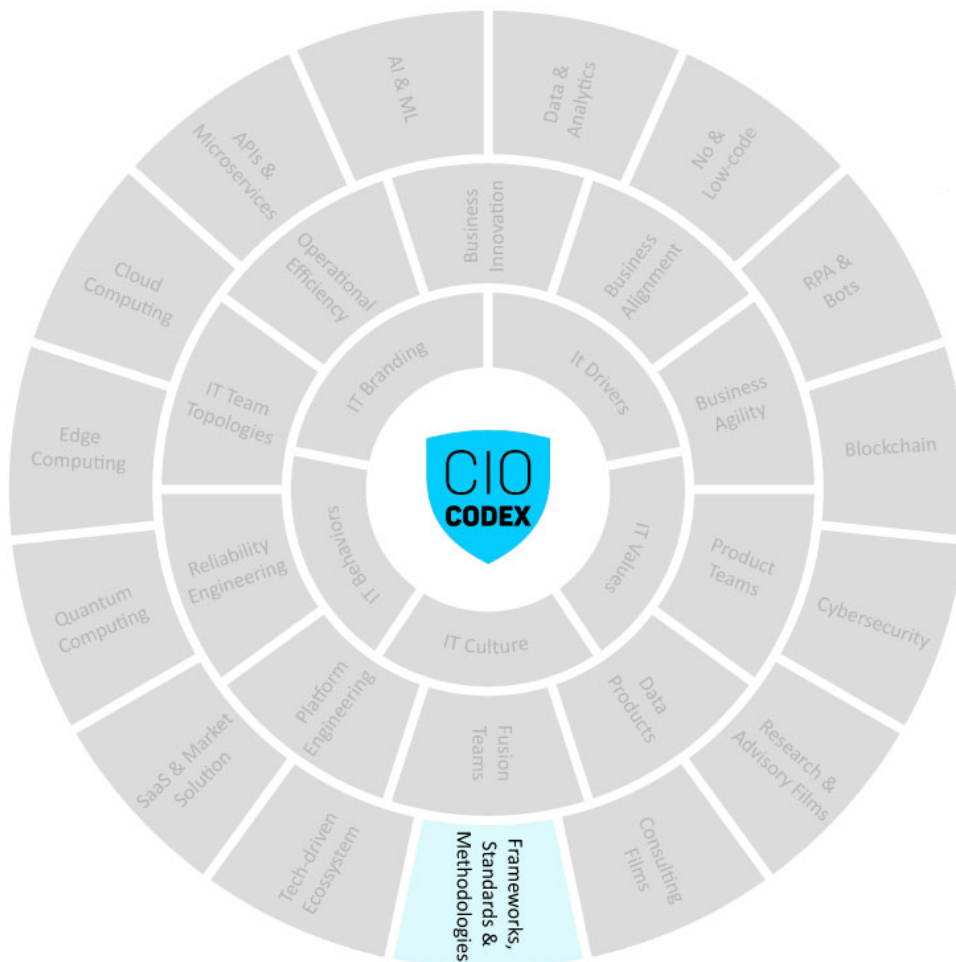 AI & ML
Data &
Analytics
No &
Low-code
RPA &
Bots
Blockchain
Cybersecurity
Research &
Advisory Films
Consulting
Films
Frameworks,
Standards &
Methodologies
Tech-driven
Ecossystem
SaaS & Market
Solution
Quantum
Computing
Edge
Computing
Cloud
Computing
APIs &
Microservices
Business
Innovation
Business
Alignment
Business
Agility
Product
Teams
Data
Products
Fusion
Teams
Platform
Engineering
Reliability
Engineering
IT Team
Topologies
Operational
Efficiency
IT Branding
It Drivers
IT Values
IT Culture
IT Behaviors
CIO
CODEX